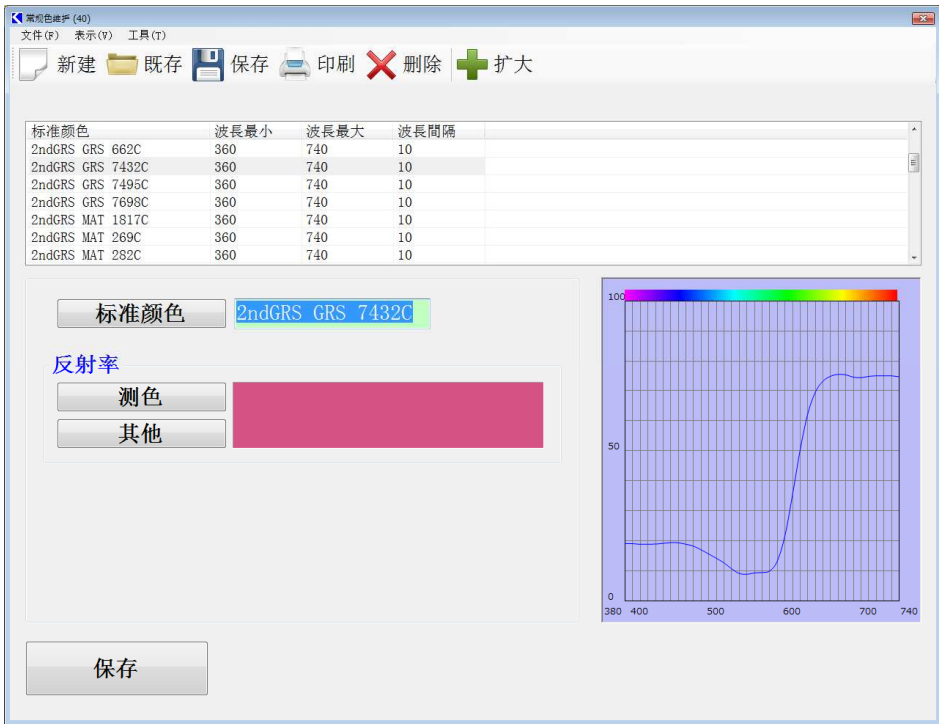 常规色维护 (40)
文件(F) 表示(V) 工具(T)
新建 既存 保存 印刷 删除 扩大
标准颜色 波長最小 波長最大 波長間隔
2ndGRS GRS 662C 360 740 10
2ndGRS GRS 7432C 360 740 10
2ndGRS GRS 7495C 360 740 10
2ndGRS GRS 7698C 360 740 10
2ndGRS MAT 1817C 360 740 10
2ndGRS MAT 269C 360 740 10
2ndGRS MAT 282C 360 740 10
标准颜色 2ndGRS GRS 7432C
反射率
测色
其他
100
50
0
380 400 500 600 700 740
保存